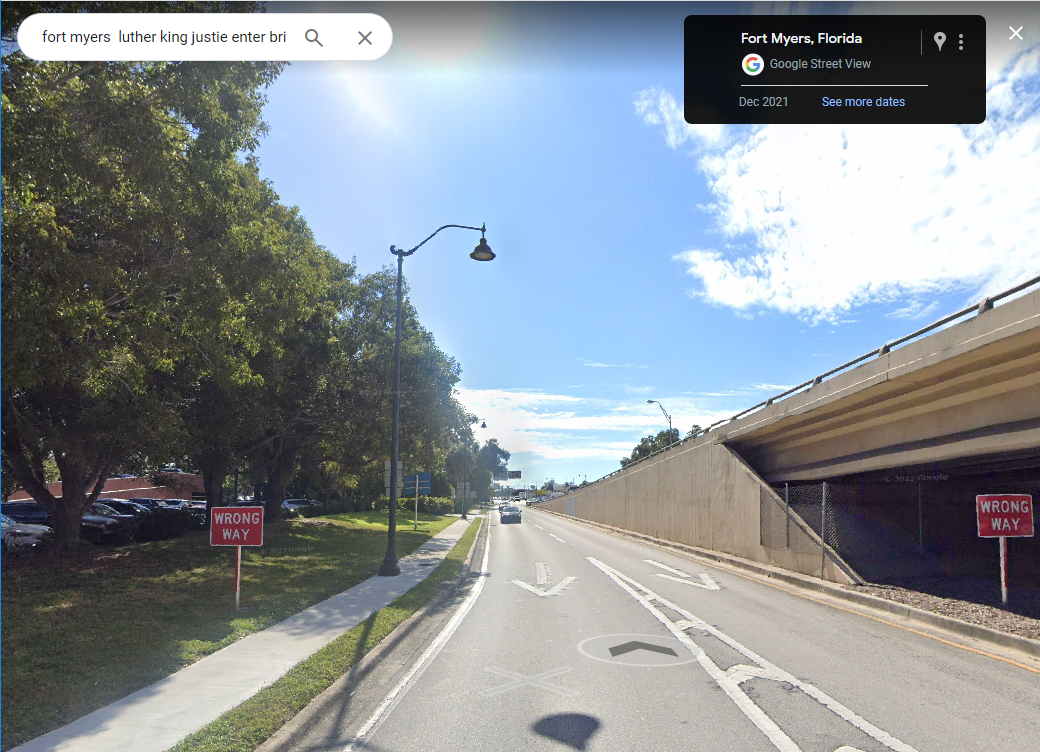 fort myers  luther king justie enter bri
Fort Myers, Florida
Google Street View
Dec 2021
See more dates
© 2022 Google
WRONG
WAY
WRONG
WAY